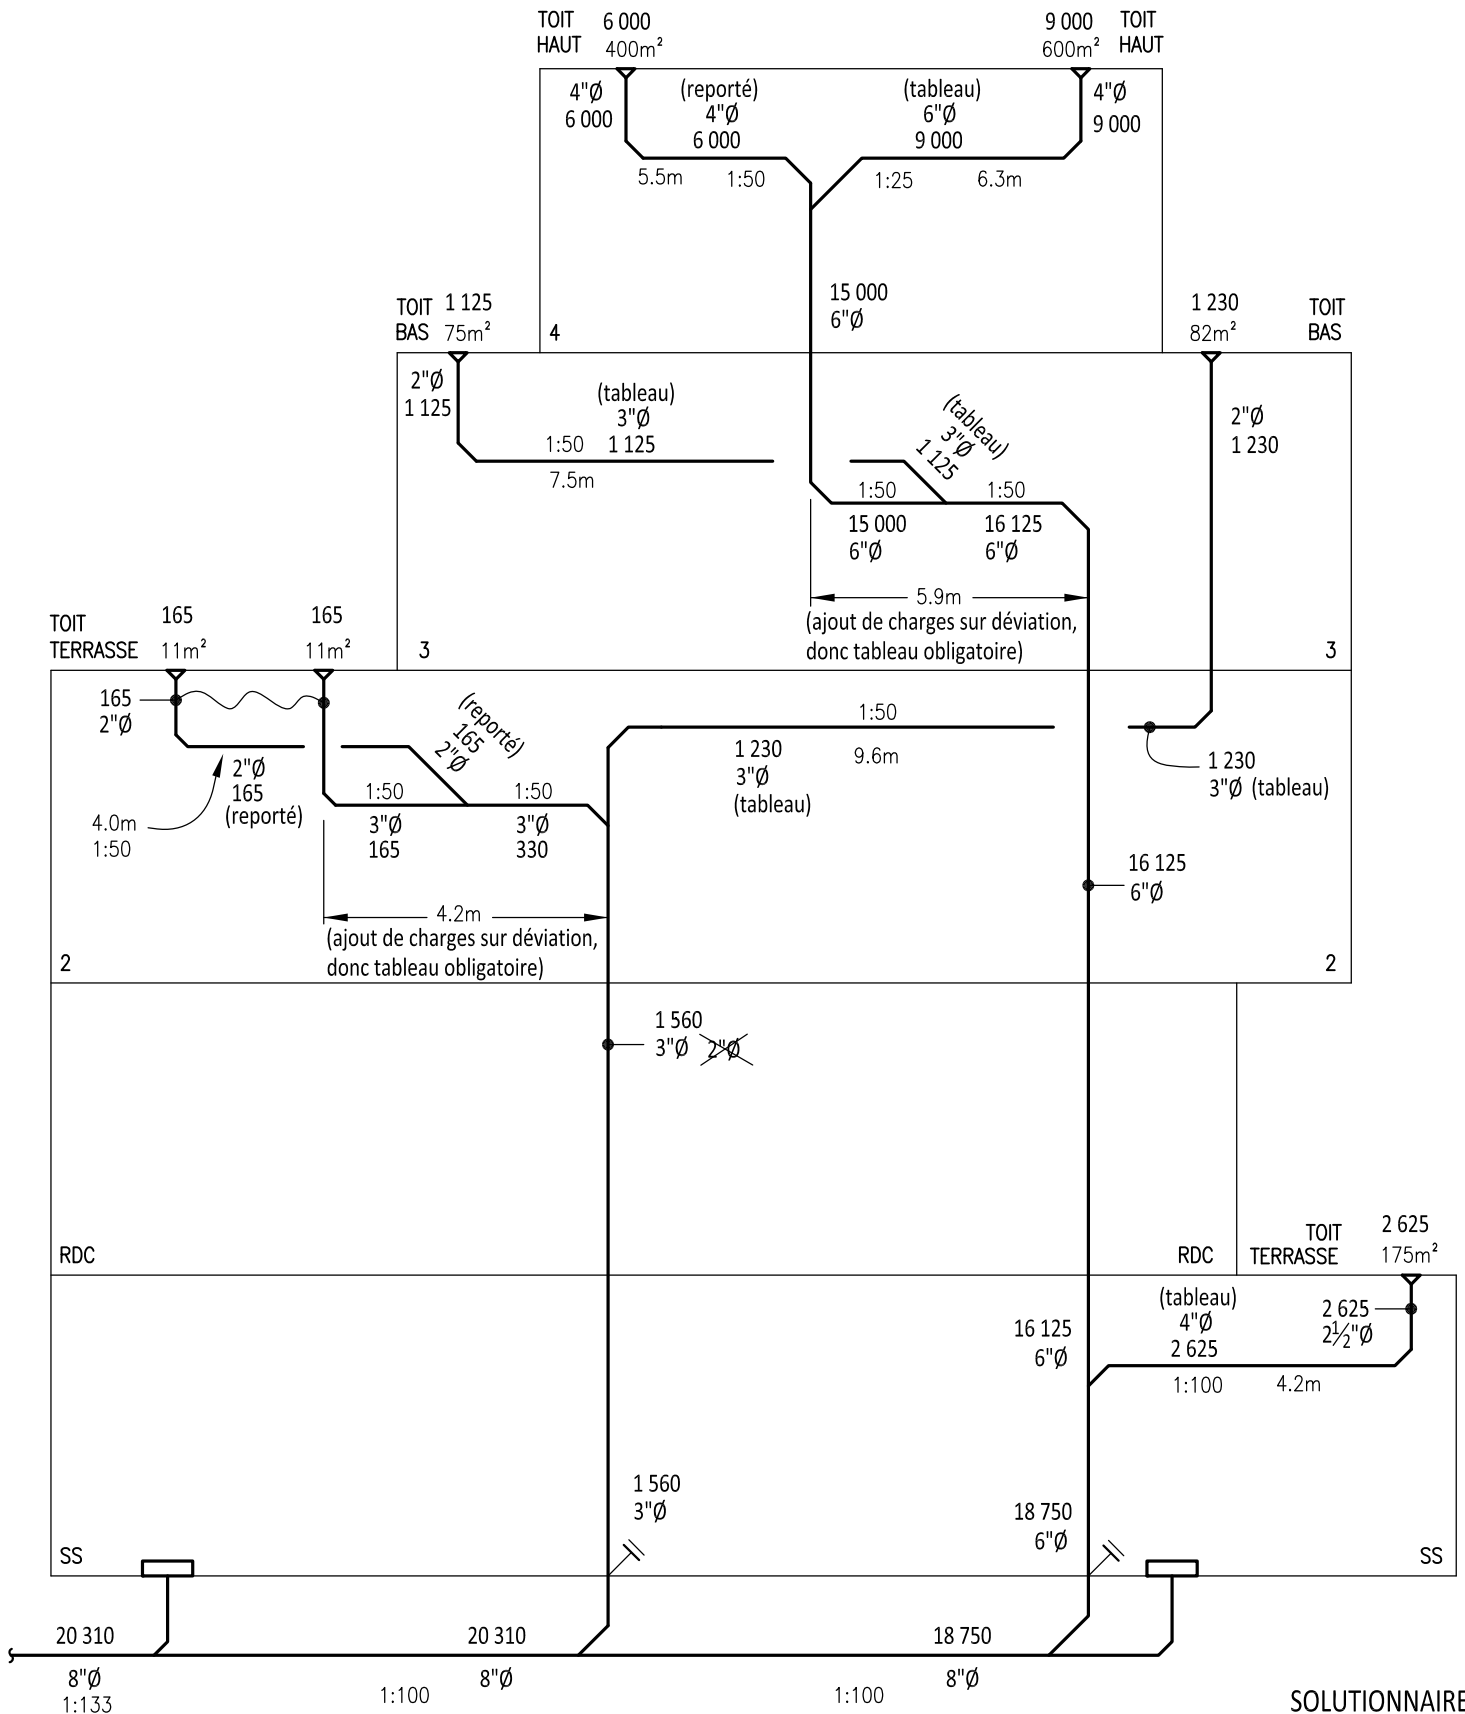 TOIT 6 000 9 000 TOIT
HAUT 400m² 600m² HAUT
4"Ø (reporté) (tableau) 4"Ø
6 000 4"Ø 6"Ø 9 000
6 000 9 000
5.5m 1:50 1:25 6.3m
15 000
6"Ø
TOIT 1 125 1 230 TOIT
BAS 75m² 4 82m² BAS
2"Ø (tableau) (tableau) 2"Ø
1 125 3"Ø 3"Ø 1 230
1:50 1 125 1 125
7.5m 1:50 1:50
15 000 16 125
6"Ø 6"Ø
5.9m
(ajout de charges sur déviation,
donc tableau obligatoire)
TOIT 165 165
TERRASSE 11m² 11m² 3 3
165 (reporté) 1:50
2"Ø 165
2"Ø
2"Ø 1 230 9.6m 1 230
165 3"Ø 3"Ø (tableau)
(reporté) (tableau)
4.0m 1:50 1:50
1:50 3"Ø 3"Ø
165 330
16 125
6"Ø
4.2m
(ajout de charges sur déviation,
donc tableau obligatoire)
2 2
1 560
3"Ø 2"Ø
TOIT 2 625
RDC RDC TERRASSE 175m²
(tableau)
16 125 4"Ø 2 625
6"Ø 2 625 2½"Ø
1:100 4.2m
1 560 18 750
3"Ø 6"Ø
SS SS
20 310 20 310 18 750
8"Ø 8"Ø 8"Ø
1:133 1:100 1:100
SOLUTIONNAIRE